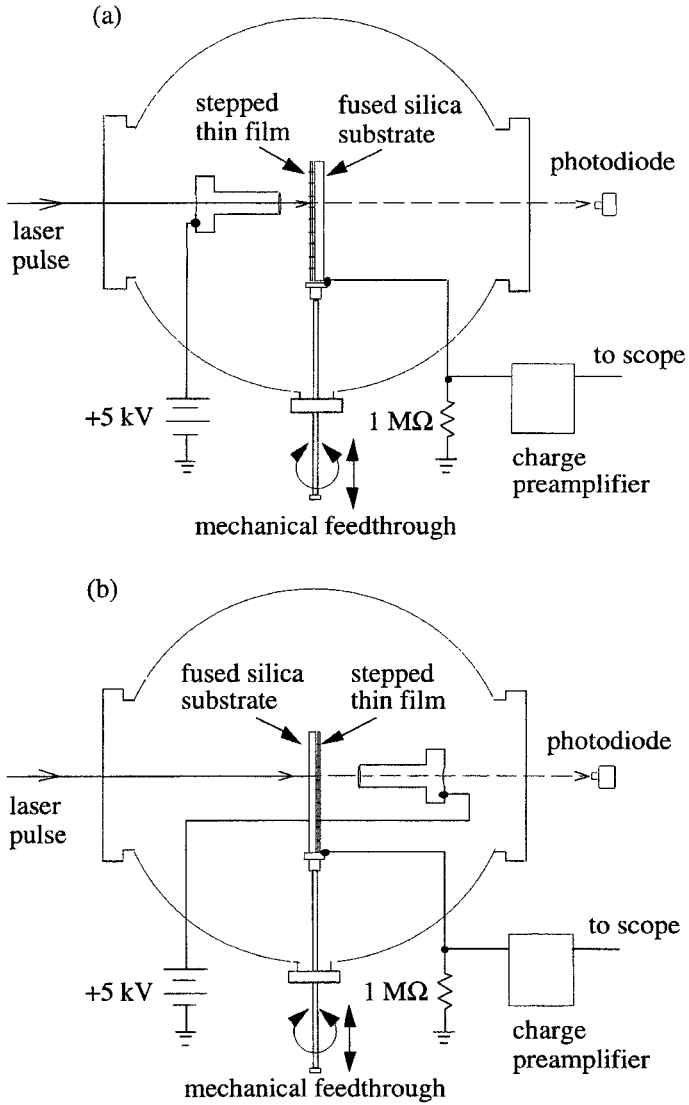 (a)
stepped
thin film
fused silica
substrate
photodiode
laser
pulse
to scope
+5 kV
1 MΩ
charge
preamplifier
mechanical feedthrough
(b)
fused silica
substrate
stepped
thin film
photodiode
laser
pulse
to scope
+5 kV
1 MΩ
charge
preamplifier
mechanical feedthrough